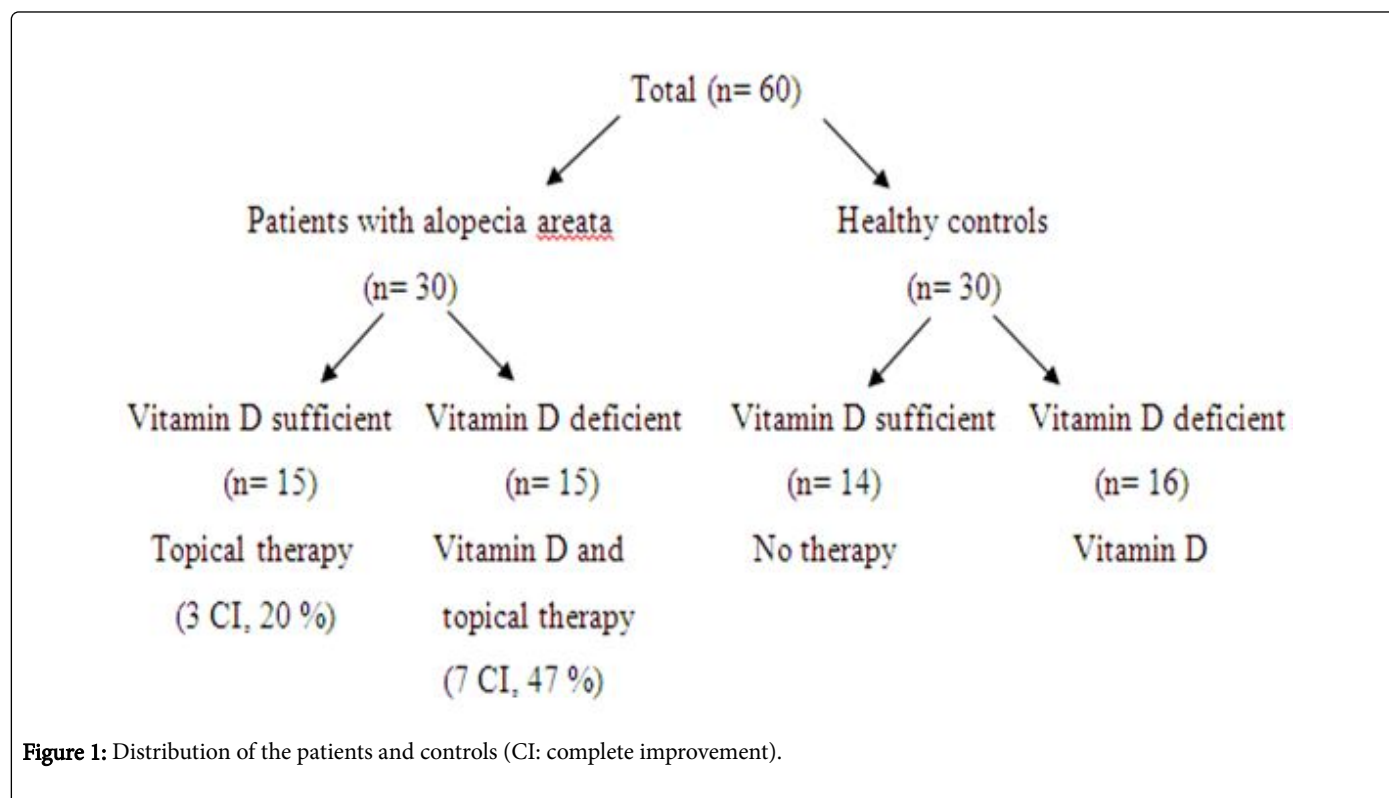 Total (n= 60)
Patients with alopecia areata
(n= 30)
Healthy controls
(n= 30)
Vitamin D sufficient
(n= 15)
Topical therapy
(3 CI, 20 %)
Vitamin D deficient
(n= 15)
Vitamin D and
topical therapy
(7 CI, 47 %)
Vitamin D sufficient
(n= 14)
No therapy
Vitamin D deficient
(n= 16)
Vitamin D
Figure 1: Distribution of the patients and controls (CI: complete improvement).